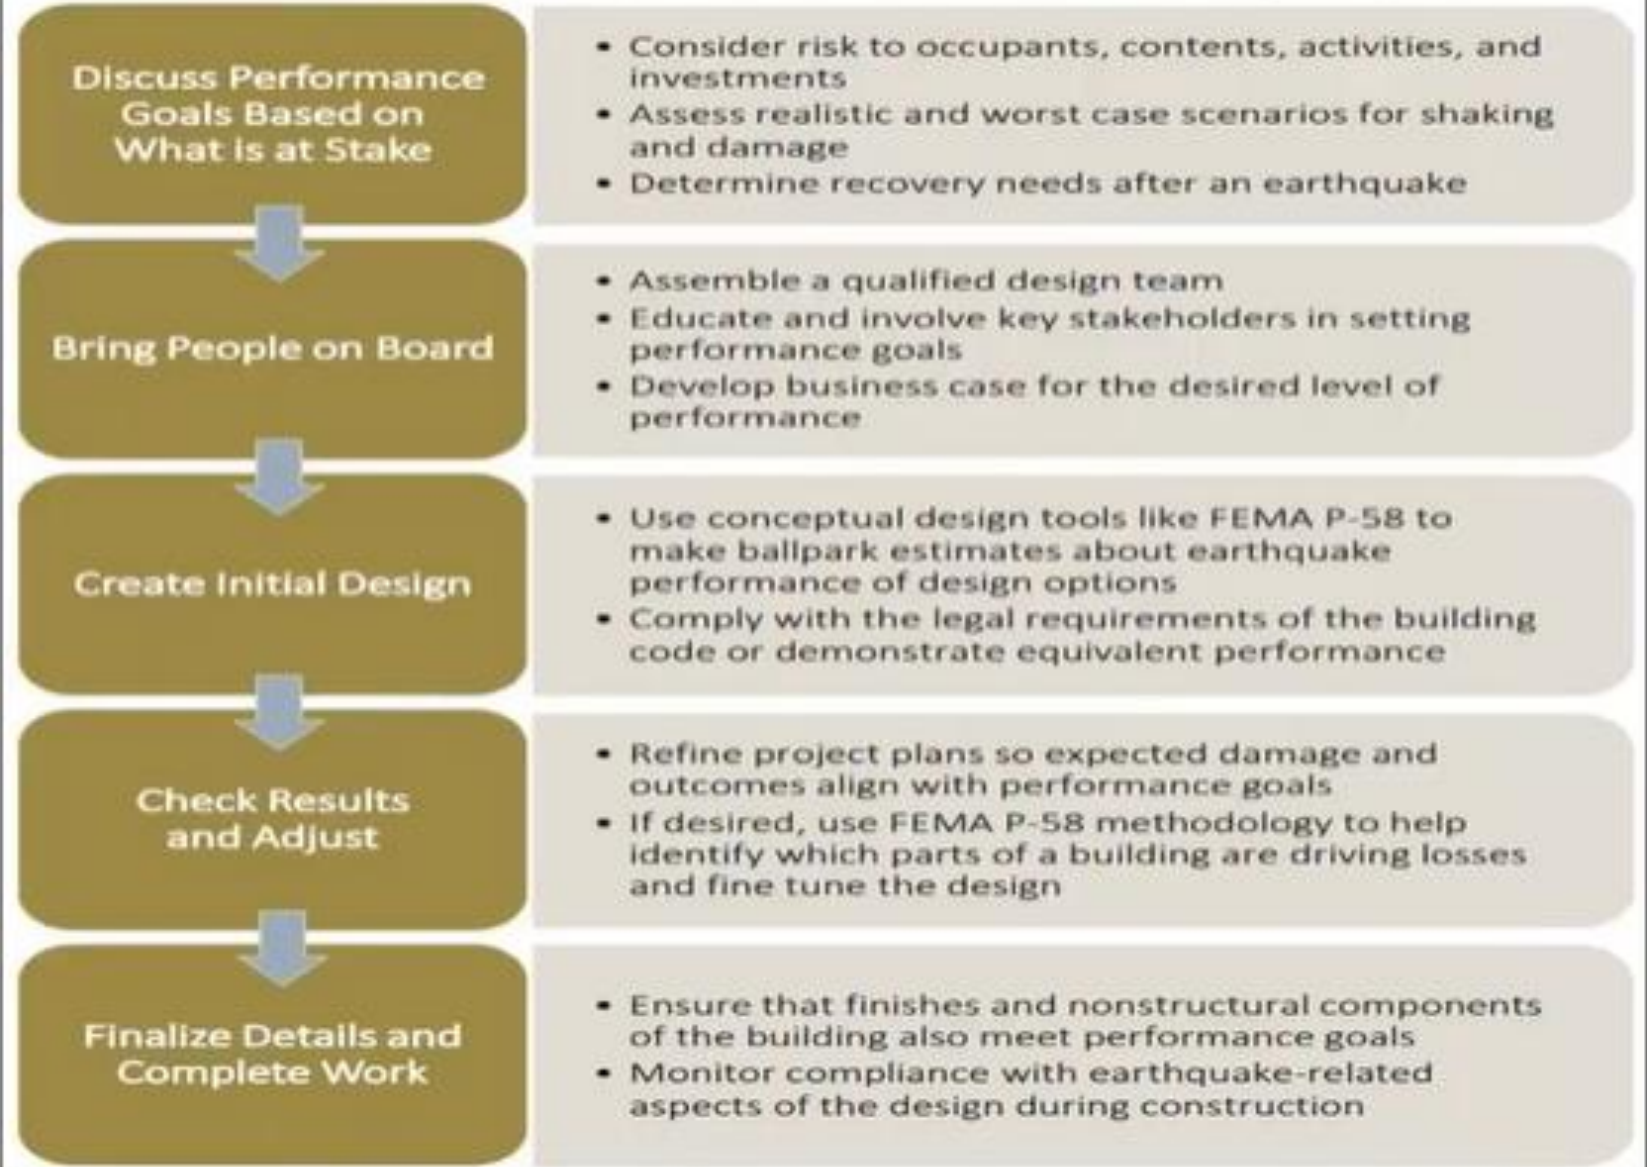 Discuss Performance
Goals Based on
What is at Stake
• Consider risk to occupants, contents, activities, and
investments
• Assess realistic and worst case scenarios for shaking
and damage
• Determine recovery needs after an earthquake
Bring People on Board
• Assemble a qualified design team
• Educate and involve key stakeholders in setting
performance goals
• Develop business case for the desired level of
performance
Create Initial Design
• Use conceptual design tools like FEMA P-58 to
make ballpark estimates about earthquake
performance of design options
• Comply with the legal requirements of the building
code or demonstrate equivalent performance
Check Results
and Adjust
• Refine project plans so expected damage and
outcomes align with performance goals
• If desired, use FEMA P-58 methodology to help
identify which parts of a building are driving losses
and fine tune the design
Finalize Details and
Complete Work
• Ensure that finishes and nonstructural components
of the building also meet performance goals
• Monitor compliance with earthquake-related
aspects of the design during construction